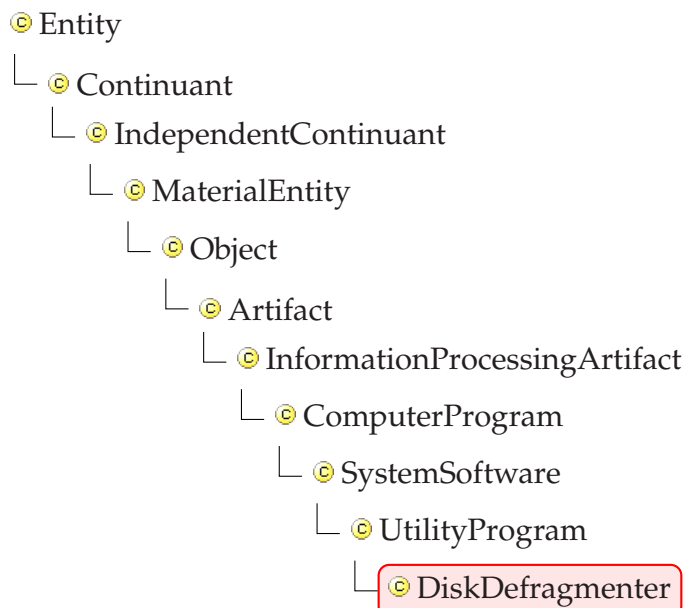 Entity
Continuant
IndependentContinuant
MaterialEntity
Object
Artifact
InformationProcessingArtifact
ComputerProgram
SystemSoftware
UtilityProgram
DiskDefragmenter